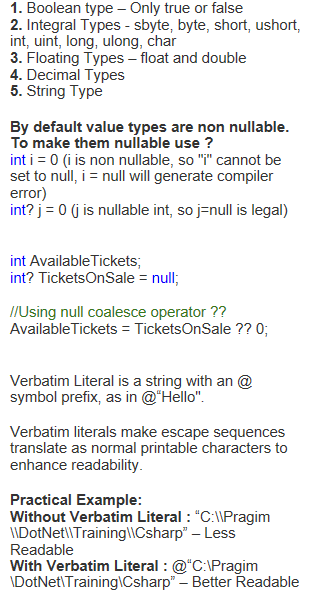 1. Boolean type – Only true or false
2. Integral Types - sbyte, byte, short, ushort,
int, uint, long, ulong, char
3. Floating Types – float and double
4. Decimal Types
5. String Type
By default value types are non nullable.
To make them nullable use ?
int i = 0 (i is non nullable, so "i" cannot be
set to null, i = null will generate compiler
error)
int? j = 0 (j is nullable int, so j=null is legal)
int AvailableTickets;
int? TicketsOnSale = null;
//Using null coalesce operator ??
AvailableTickets = TicketsOnSale ?? 0;
Verbatim Literal is a string with an @
symbol prefix, as in @“Hello".
Verbatim literals make escape sequences
translate as normal printable characters to
enhance readability.
Practical Example:
Without Verbatim Literal : “C:\\Pragim
\\DotNet\\Training\\Csharp” – Less
Readable
With Verbatim Literal : @“C:\Pragim
\DotNet\Training\Csharp” – Better Readable